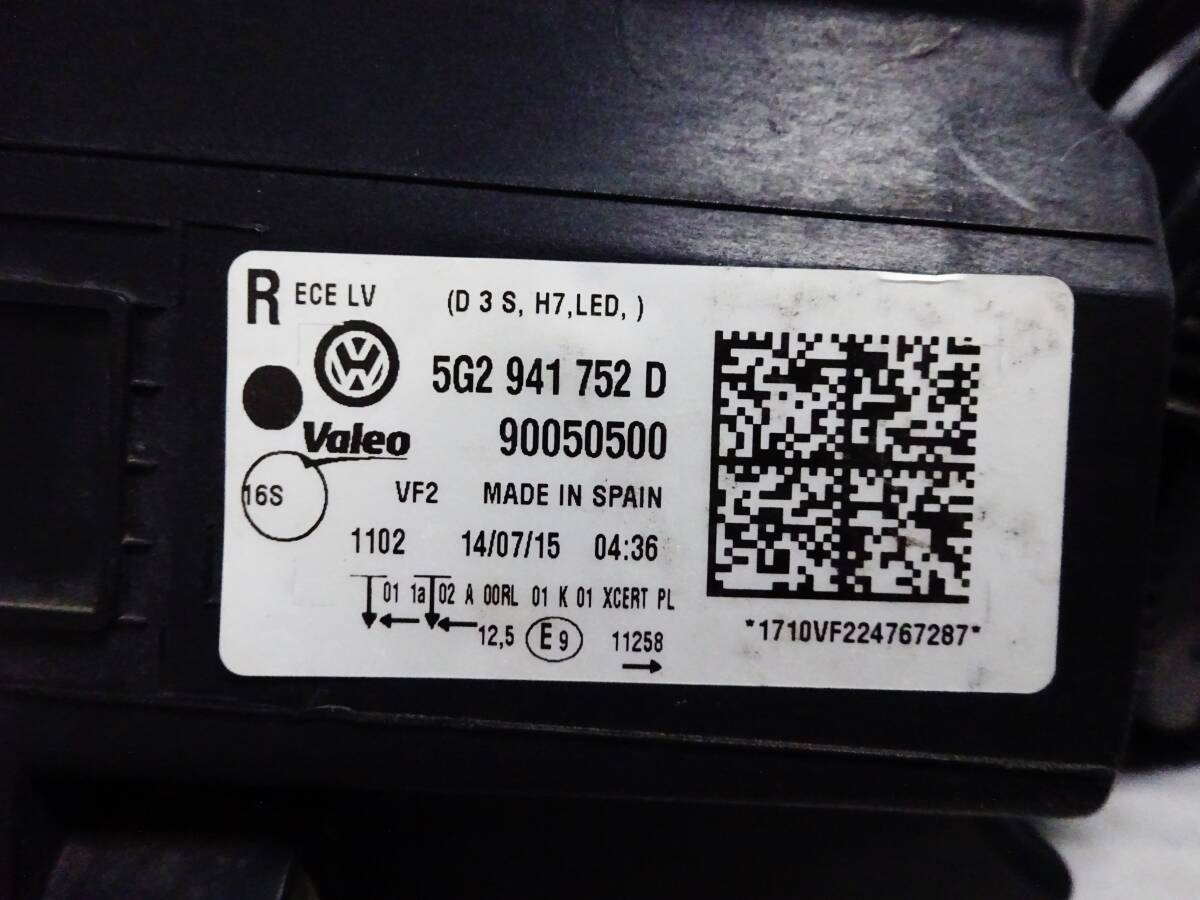 R ECE LV (D 3 S, H7,LED, )
5G2 941 752 D
Valeo 90050500
16S VF2 MADE IN SPAIN
1102 14/07/15 04:36
01 1a 02 A 00RL 01 K 01 XCERT PL
12,5 E9 11258
*1710VF224767287*